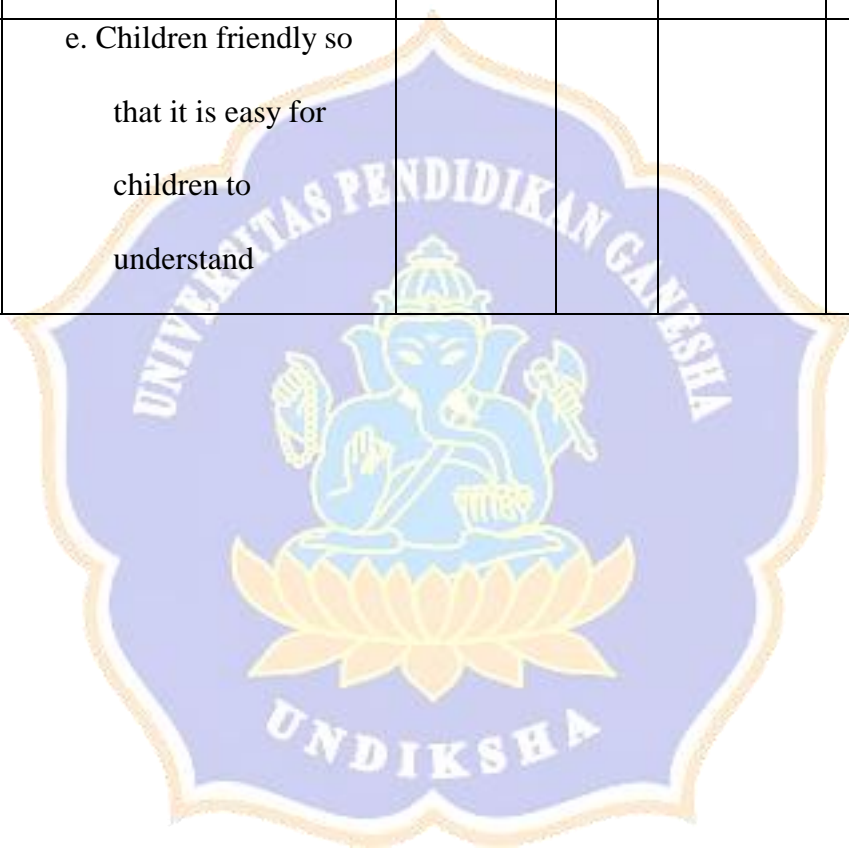 e. Children friendly so
that it is easy for
children to
understand
UNIVERSITAS PENDIDIKAN GANESHA
UNDIKSHA